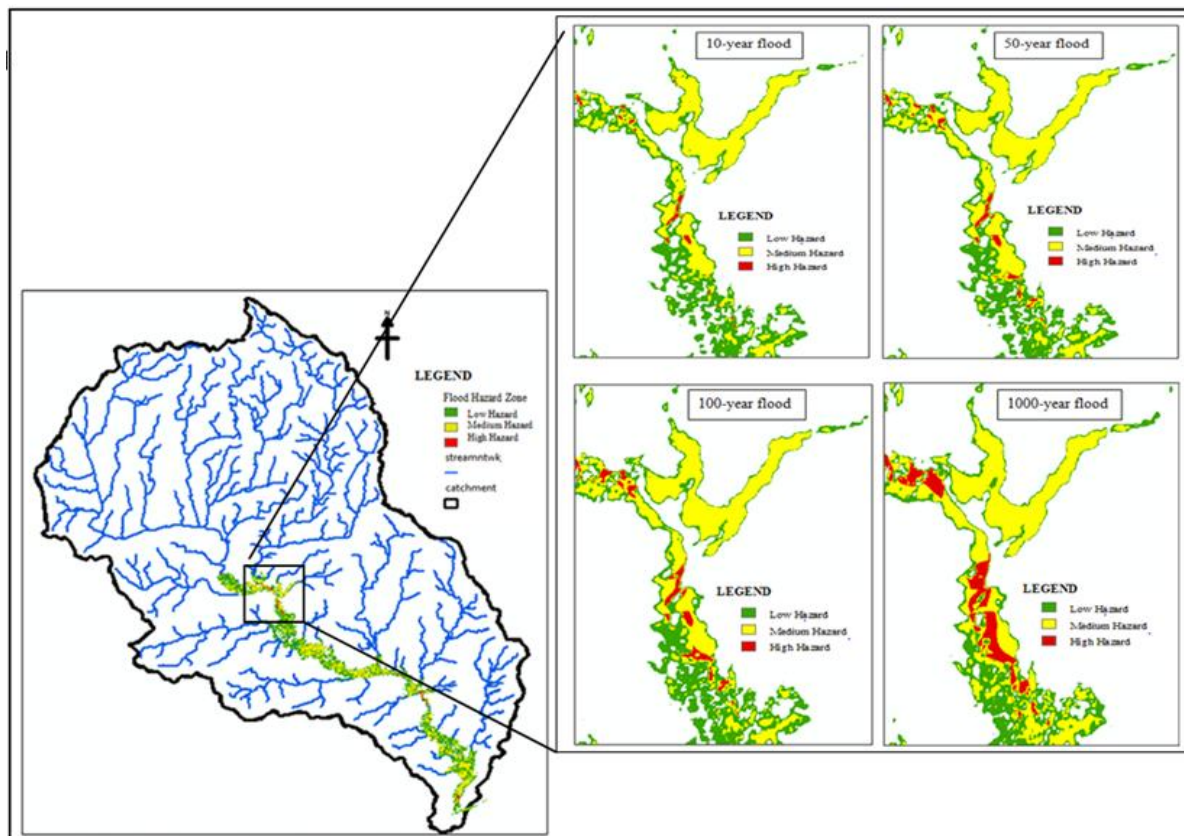 10-year flood
LEGEND
Low Hazard
Medium Hazard
High Hazard
50-year flood
LEGEND
Low Hazard
Medium Hazard
High Hazard
N
LEGEND
Flood Hazard Zone
Low Hazard
Medium Hazard
High Hazard
streamntwk
catchment
100-year flood
LEGEND
Low Hazard
Medium Hazard
High Hazard
1000-year flood
LEGEND
Low Hazard
Medium Hazard
High Hazard